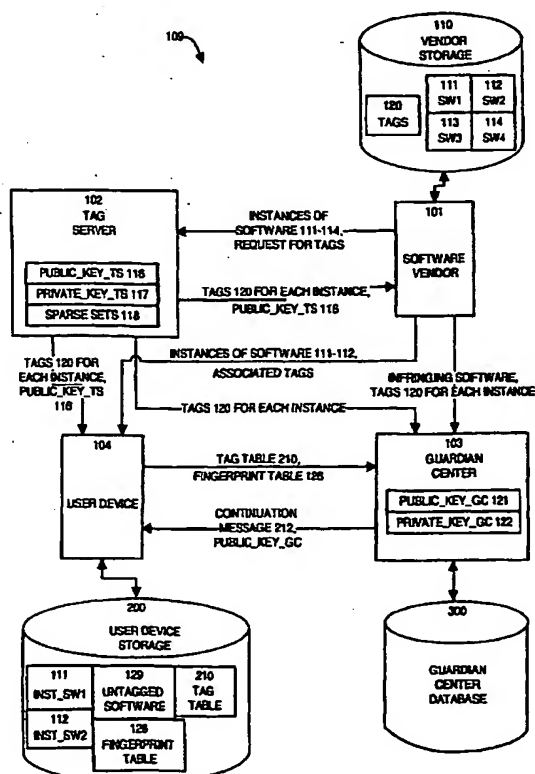 109
110
VENDOR
STORAGE
120
TAGS
111
SW1
112
SW2
113
SW3
114
SW4
102
TAG
SERVER
PUBLIC_KEY_TS 116
PRIVATE_KEY_TS 117
SPARSE SETS 118
INSTANCES OF
SOFTWARE 111-114,
REQUEST FOR TAGS
101
SOFTWARE
VENDOR
TAGS 120 FOR EACH INSTANCE,
PUBLIC_KEY_TS 116
TAGS 120 FOR
EACH INSTANCE,
PUBLIC_KEY_TS
116
INSTANCES OF SOFTWARE 111-112,
ASSOCIATED TAGS
INFRINGING SOFTWARE,
TAGS 120 FOR EACH INSTANCE
TAGS 120 FOR EACH INSTANCE
104
USER DEVICE
TAG TABLE 210,
FINGERPRINT TABLE 126
103
GUARDIAN
CENTER
PUBLIC_KEY_GC 121
PRIVATE_KEY_GC 122
CONTINUATION
MESSAGE 212,
PUBLIC_KEY_GC
200
USER DEVICE
STORAGE
111
INST_SW1
129
UNTAGGED
SOFTWARE
210
TAG
TABLE
112
INST_SW2
126
FINGERPRINT
TABLE
300
GUARDIAN
CENTER
DATABASE